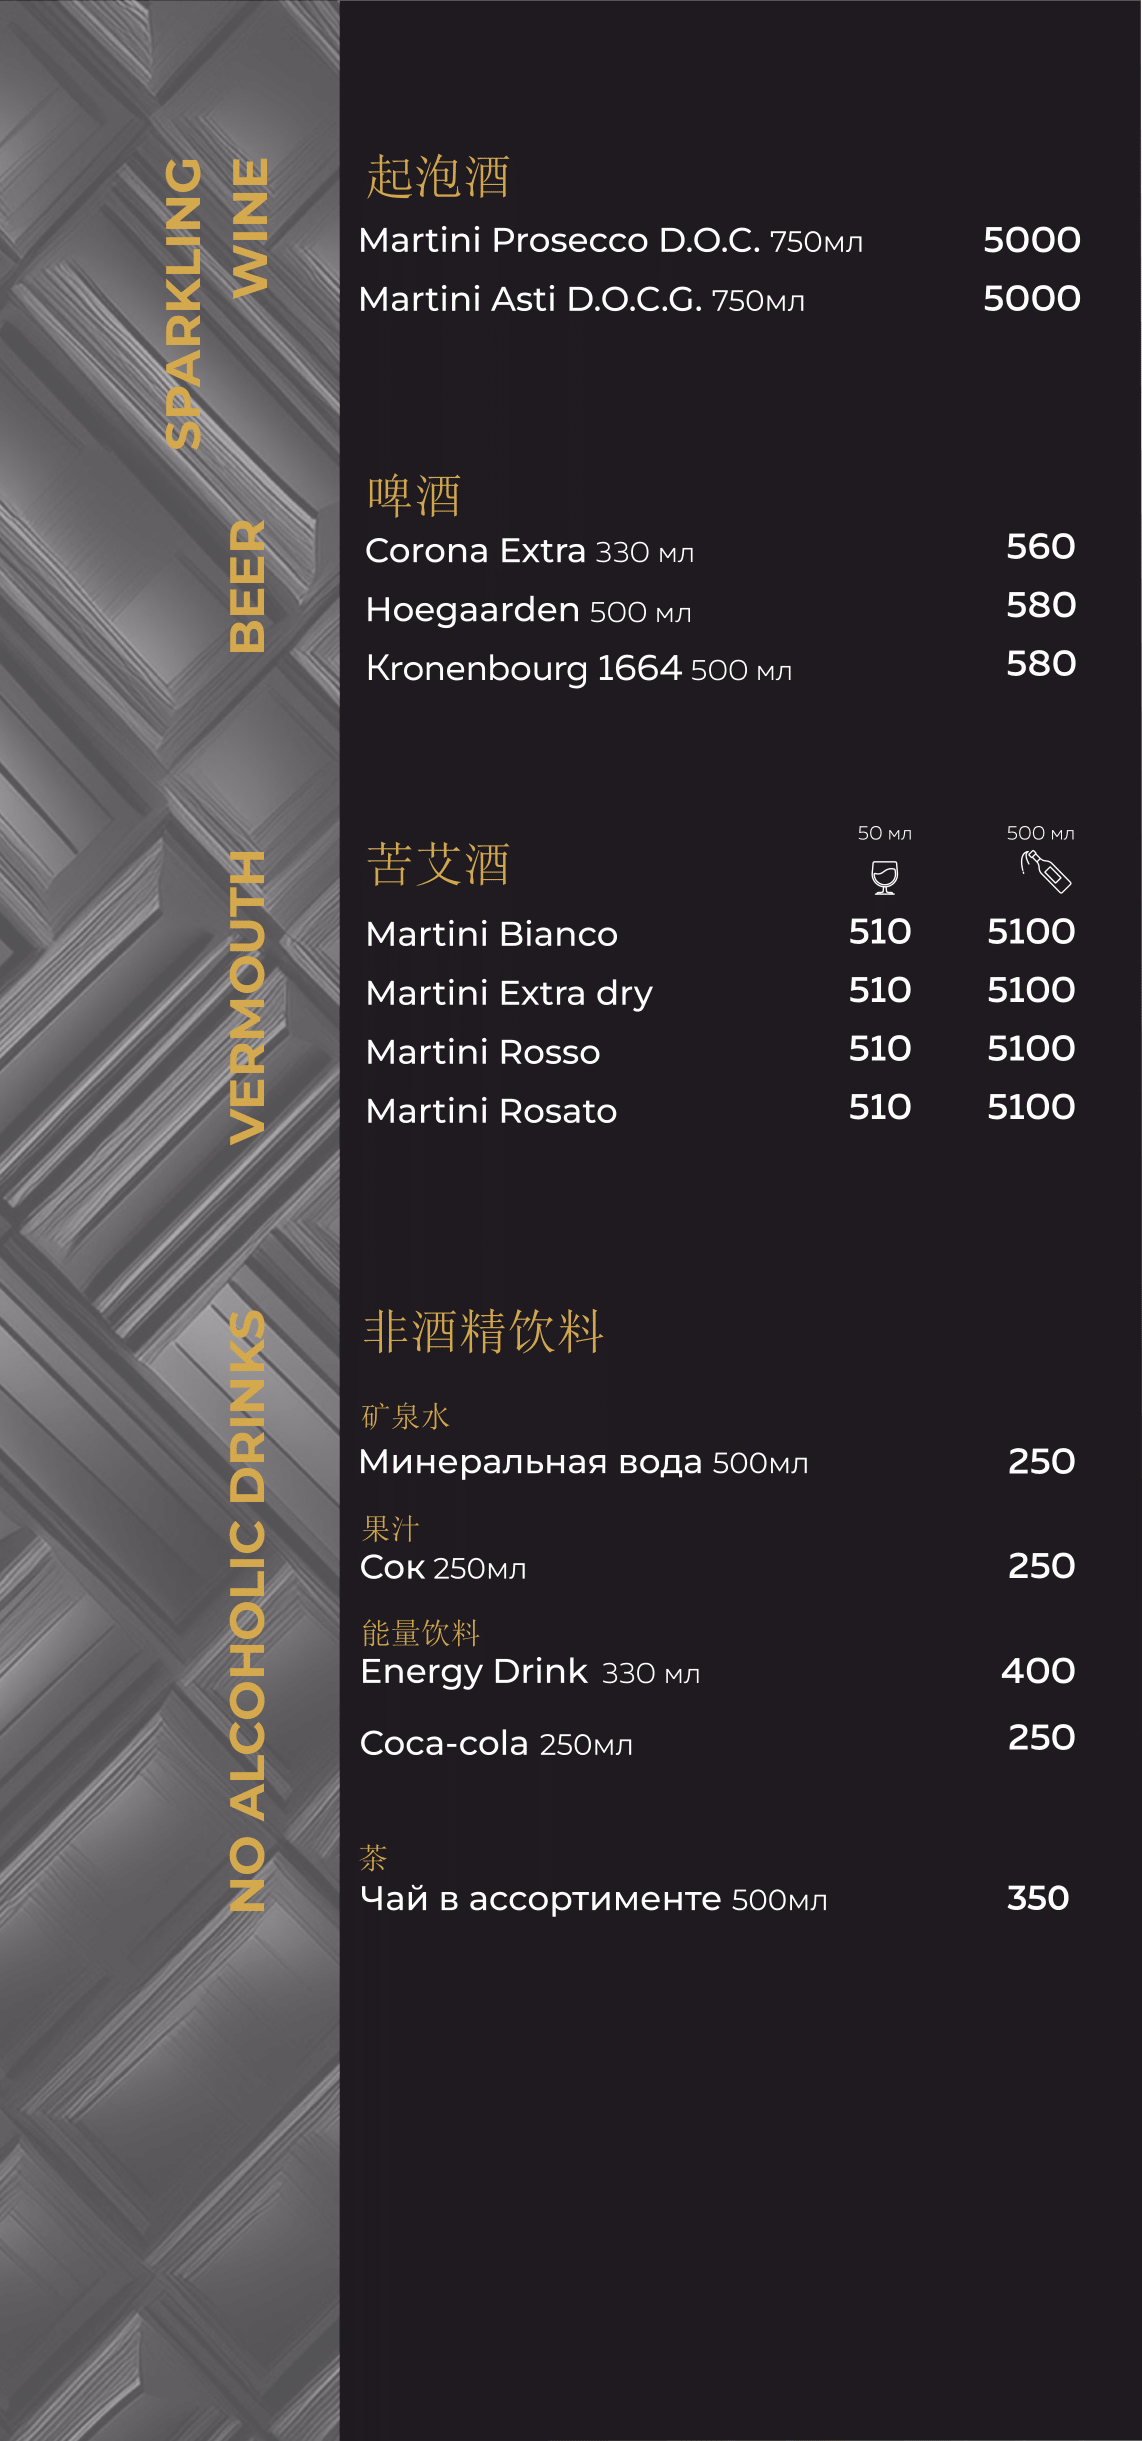 SPARKLING
WINE
起泡酒
Martini Prosecco D.O.C. 750мл 5000
Martini Asti D.O.C.G. 750мл 5000
BEER
啤酒
Corona Extra 330 мл 560
Hoegaarden 500 мл 580
Kronenbourg 1664 500 мл 580
VERMOUTH
50 мл 500 мл
苦艾酒
Martini Bianco 510 5100
Martini Extra dry 510 5100
Martini Rosso 510 5100
Martini Rosato 510 5100
NO ALCOHOLIC DRINKS
非酒精饮料
矿泉水
Минеральная вода 500мл 250
果汁
Сок 250мл 250
能量饮料
Energy Drink 330 мл 400
Coca-cola 250мл 250
茶
Чай в ассортименте 500мл 350